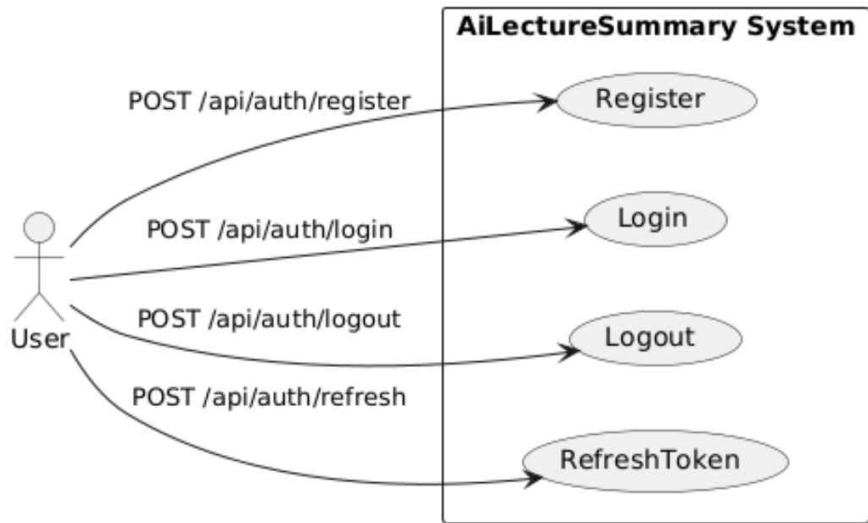 AiLectureSummary System
POST /api/auth/register
Register
POST /api/auth/login
Login
POST /api/auth/logout
Logout
User
POST /api/auth/refresh
RefreshToken